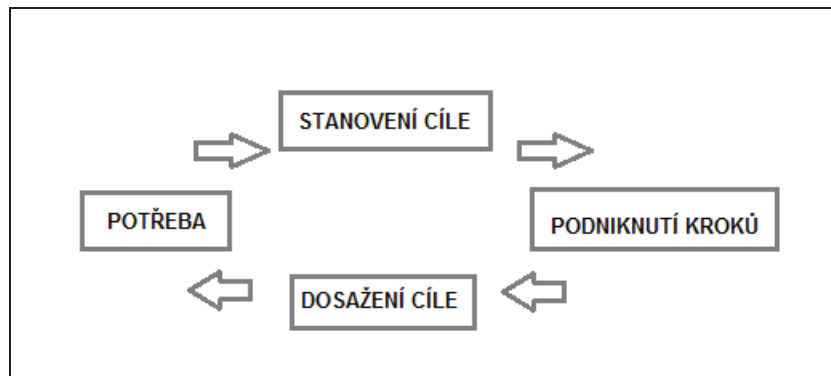 STANOVENÍ CÍLE
POTŘEBA
PODNIKNUTÍ KROKŮ
DOSAŽENÍ CÍLE